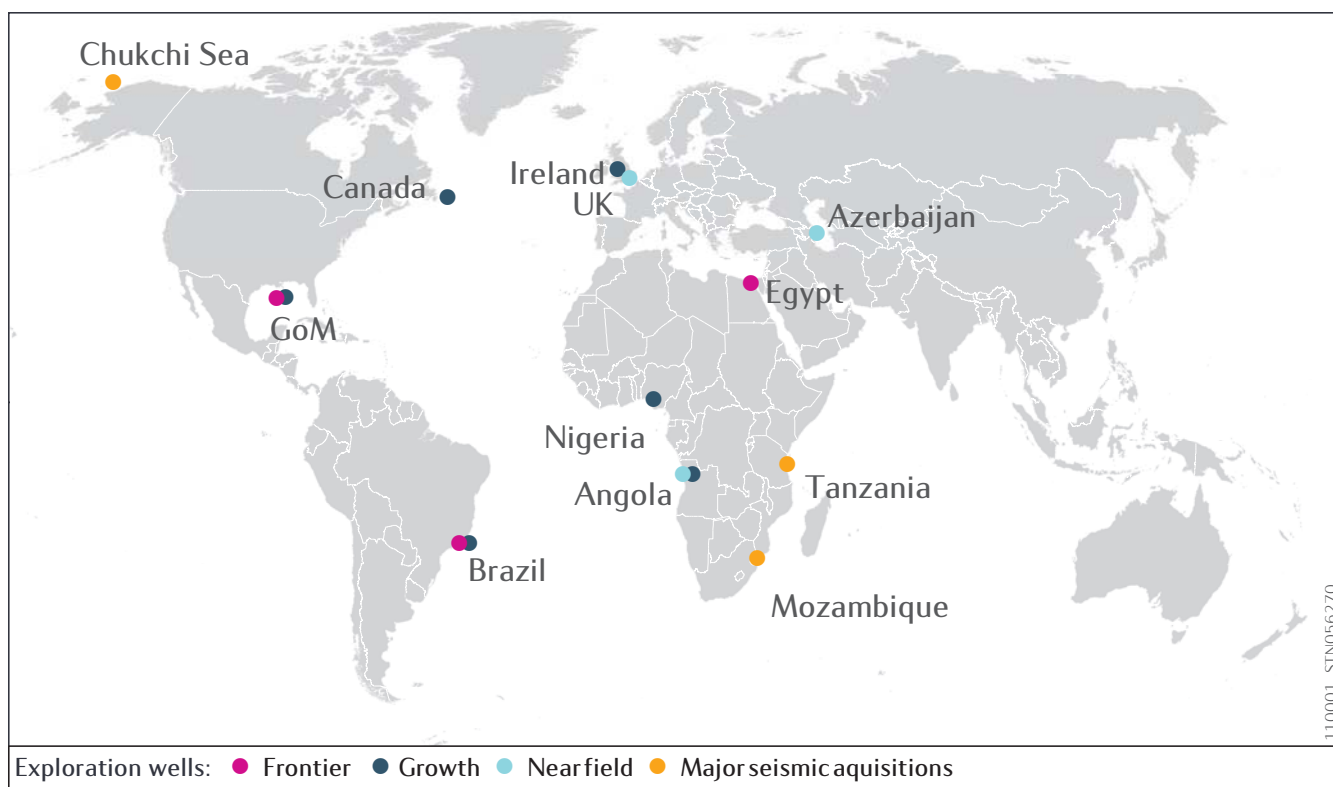 Chukchi Sea
Canada
Ireland
UK
Azerbaijan
Egypt
GoM
Nigeria
Angola
Tanzania
Brazil
Mozambique
110001_STN056270
Exploration wells: Frontier Growth Near field Major seismic aquisitions